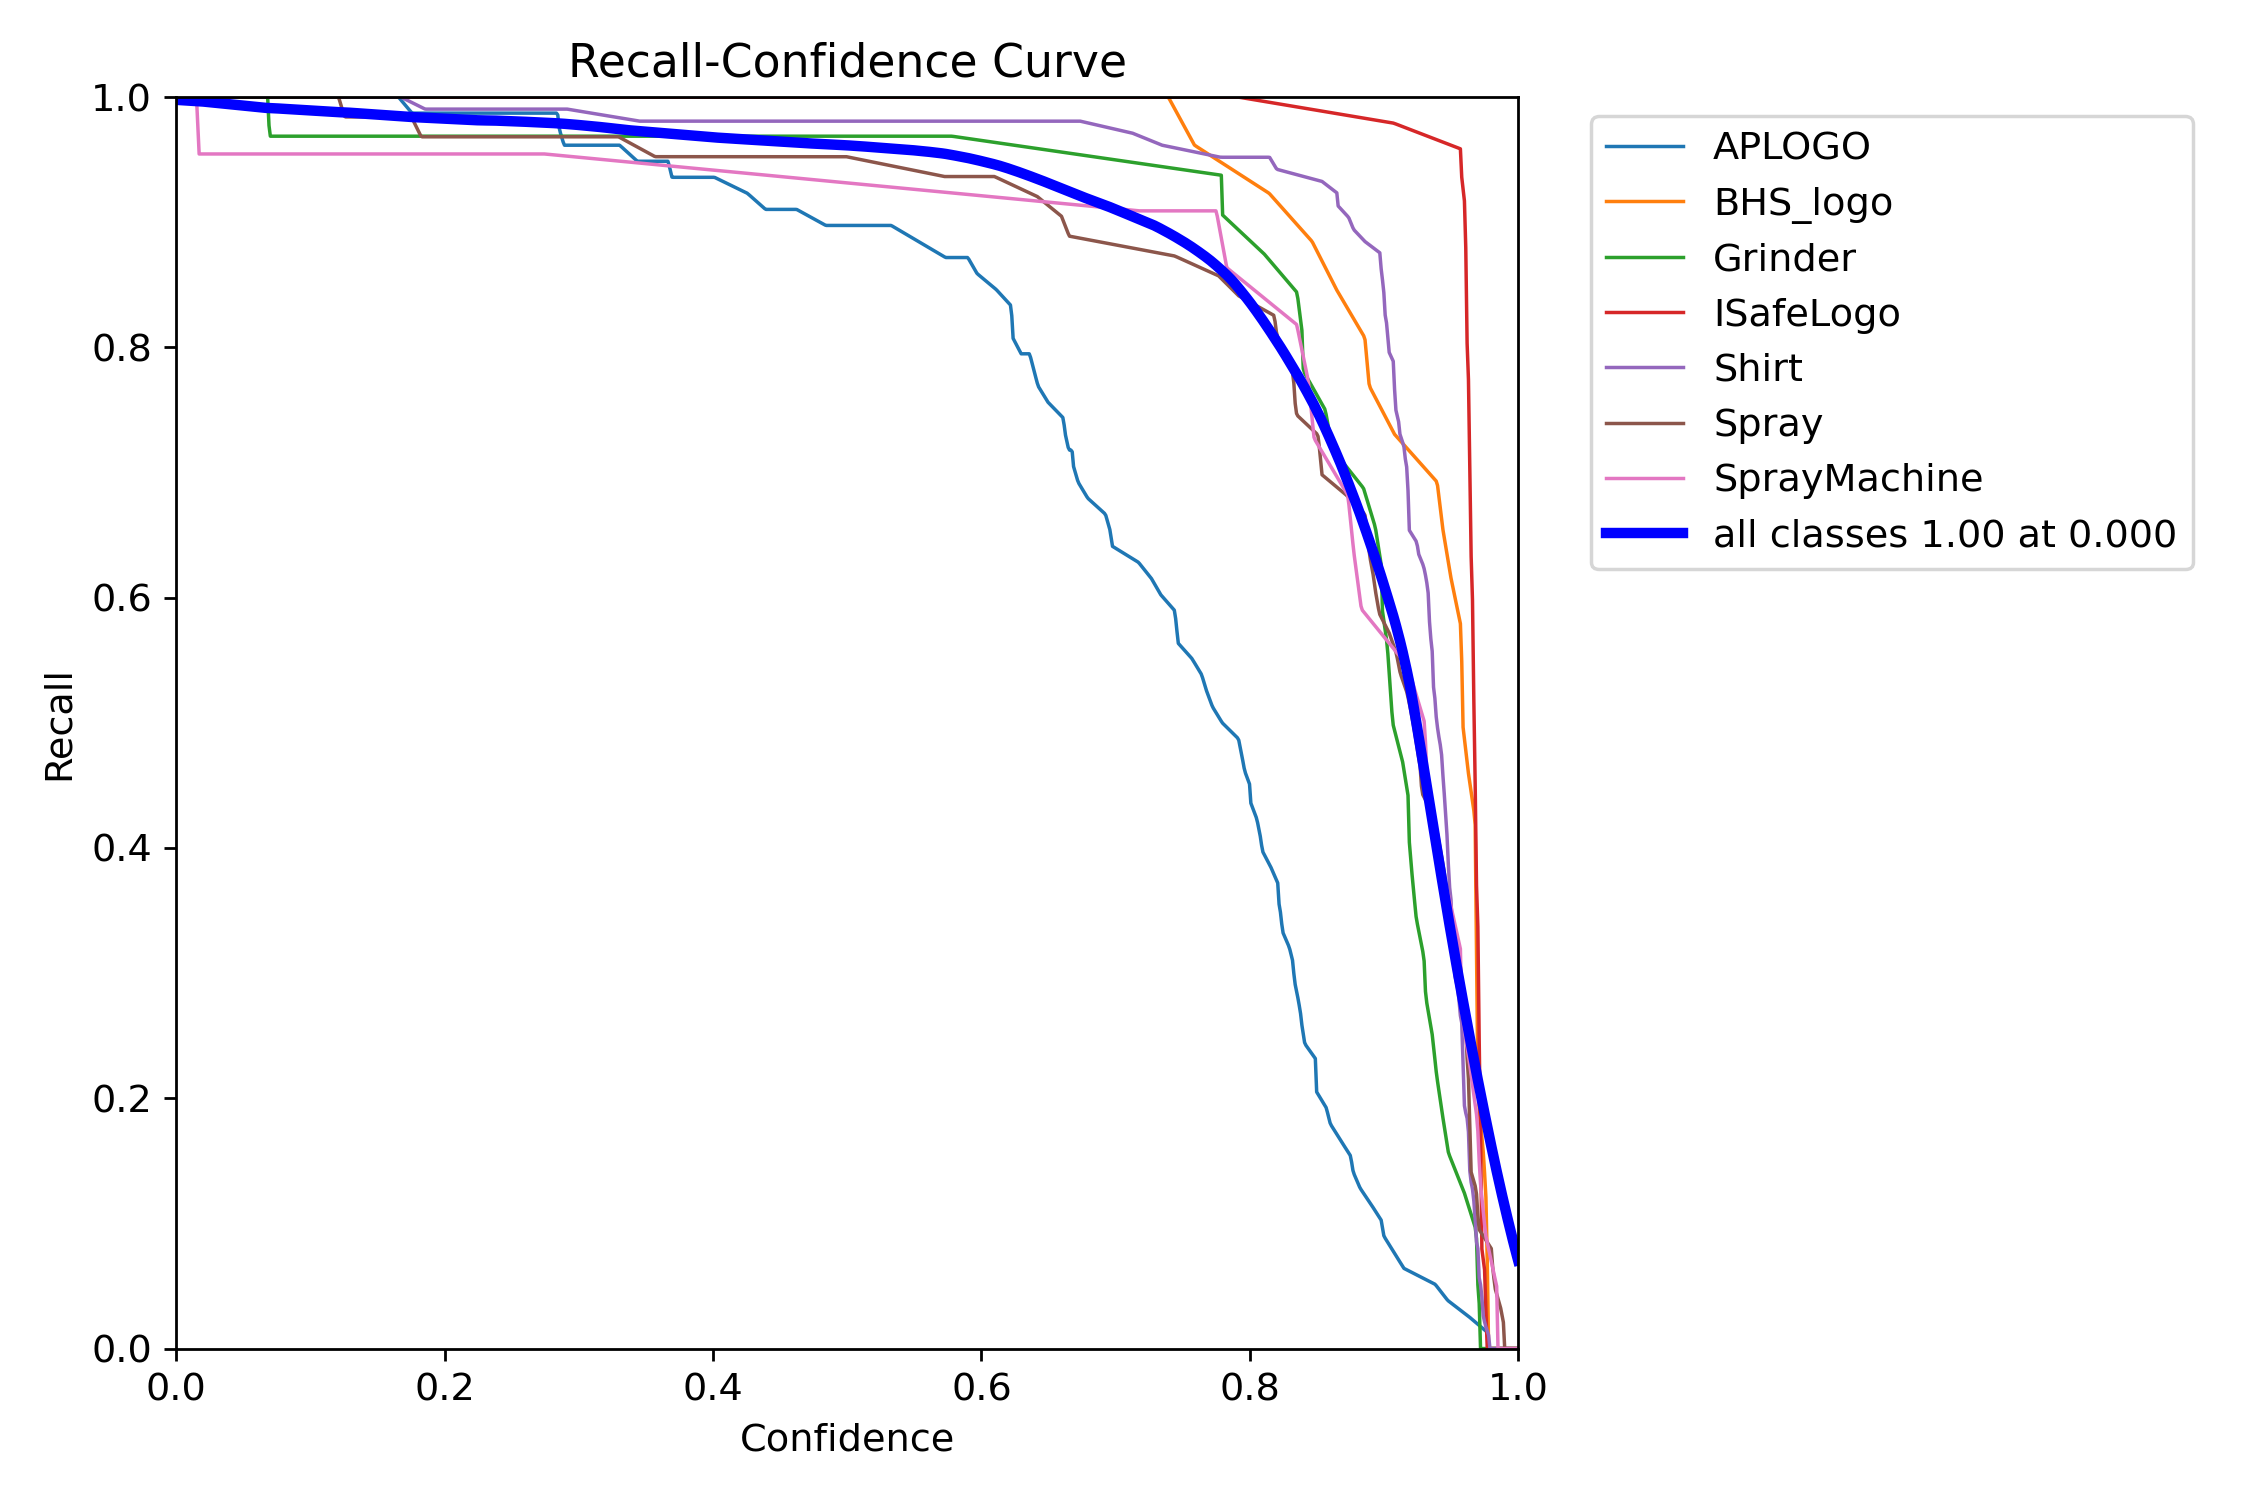 Recall-Confidence Curve
1.0
0.8
0.6
0.4
0.2
0.0
Recall
0.0 0.2 0.4 0.6 0.8 1.0
Confidence
APLOGO
BHS_logo
Grinder
ISafeLogo
Shirt
Spray
SprayMachine
all classes 1.00 at 0.000